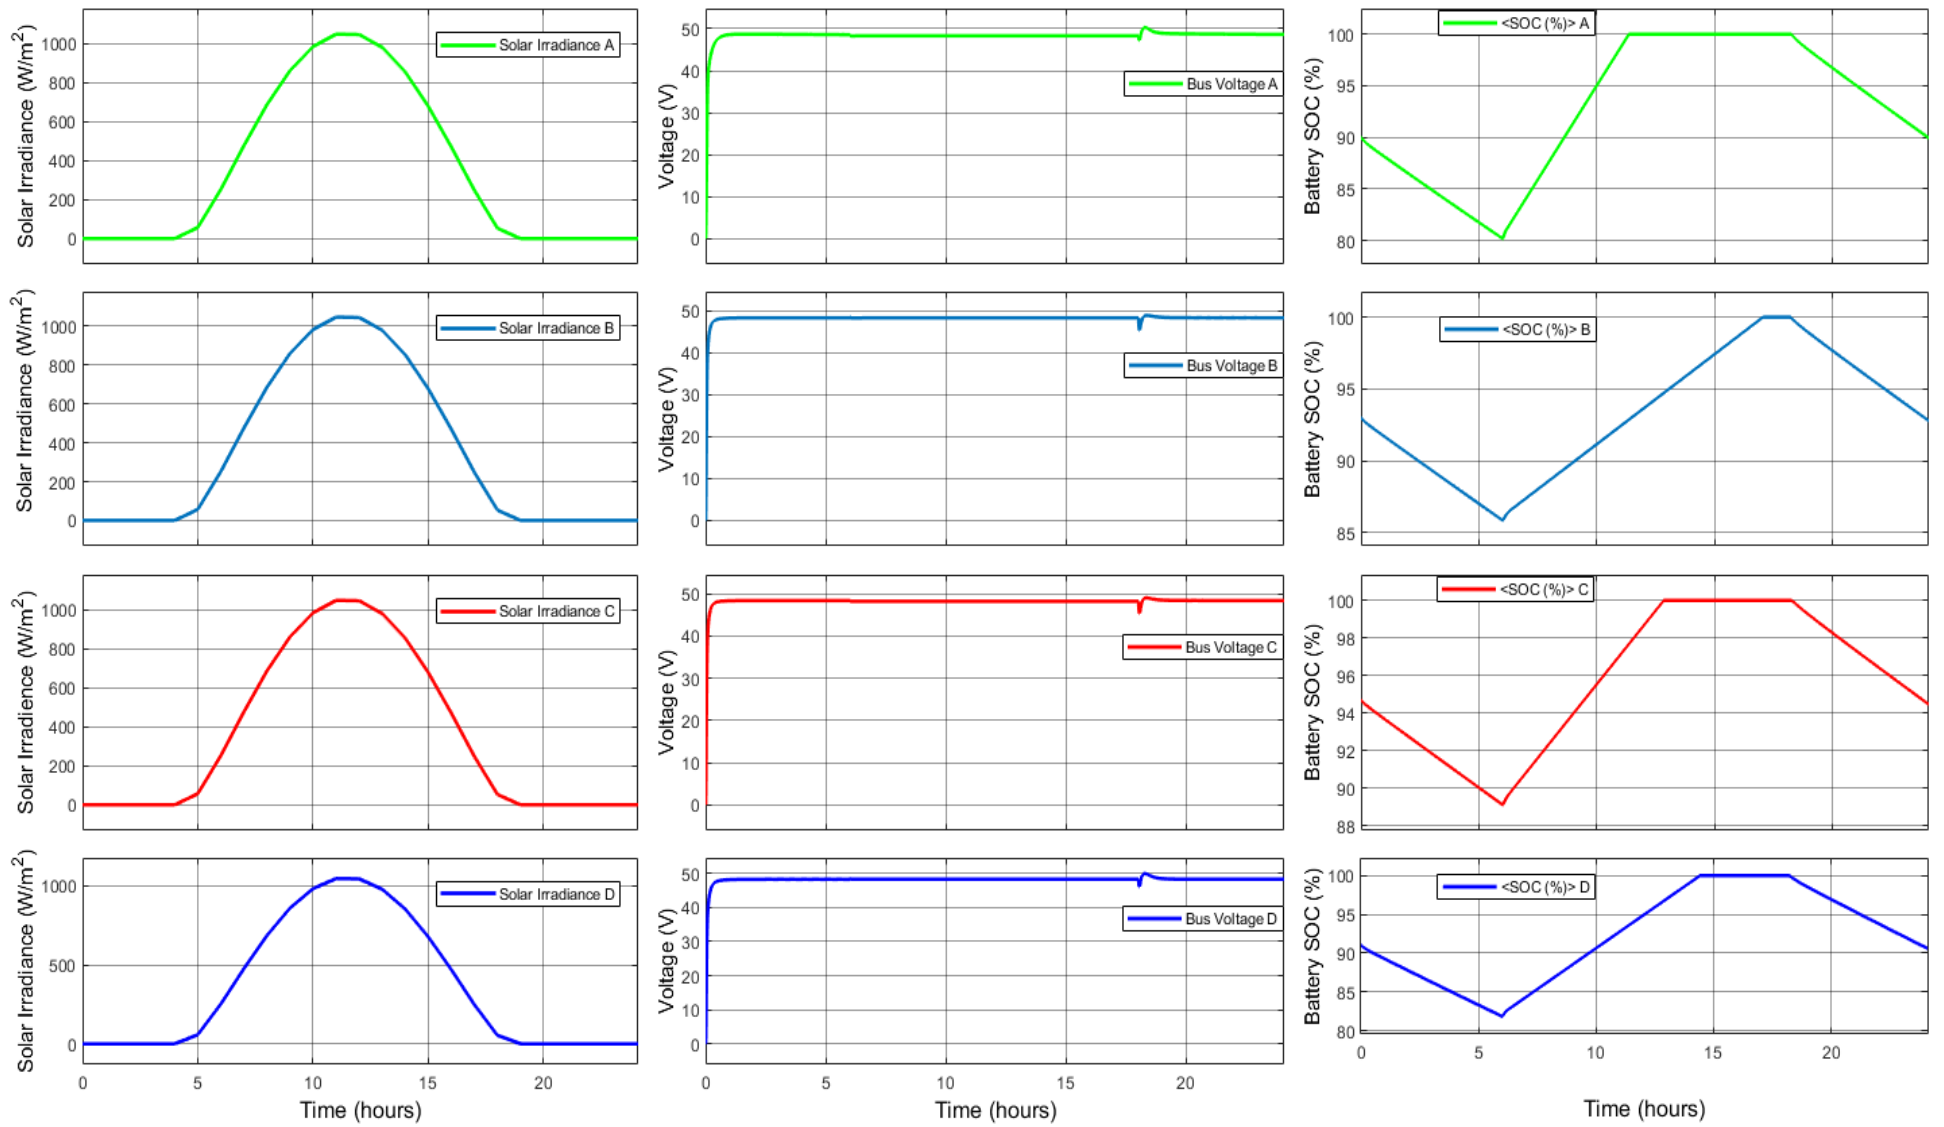 Solar Irradiance (W/m2)
1000
800
600
400
200
0
Solar Irradiance A
Voltage (V)
50
40
30
20
10
0
Bus Voltage A
Battery SOC (%)
100
95
90
85
80
<SOC (%)> A
Solar Irradiance (W/m2)
1000
800
600
400
200
0
Solar Irradiance B
Voltage (V)
50
40
30
20
10
0
Bus Voltage B
Battery SOC (%)
100
95
90
85
<SOC (%)> B
Solar Irradience (W/m2)
1000
800
600
400
200
0
Solar Irradiance C
Voltage (V)
50
40
30
20
10
0
Bus Voltage C
Battery SOC (%)
100
98
96
94
92
90
88
<SOC (%)> C
Solar Irradiance (W/m2)
1000
500
0
Solar Irradiance D
0 5 10 15 20
Time (hours)
Voltage (V)
50
40
30
20
10
0
Bus Voltage D
0 5 10 15 20
Time (hours)
Battery SOC (%)
100
95
90
85
80
<SOC (%)> D
0 5 10 15 20
Time (hours)